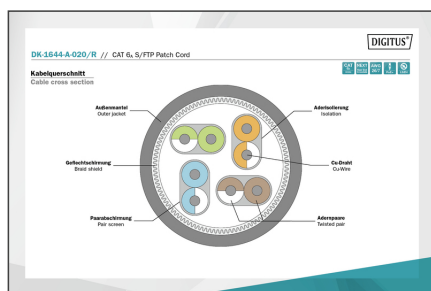 DIGITUS®
DK-1644-A-020/R // CAT 6A S/FTP Patch Cord
Kabelquerschnitt
Cable cross section
Außenmantel
Outer jacket
Aderisolierung
Isolation
Geflechtschirmung
Braid shield
Cu-Draht
Cu-Wire
Paarabschirmung
Pair screen
Adernpaare
Twisted pair